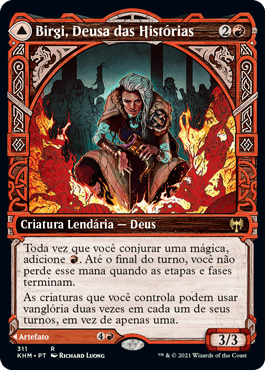 Birgi, Deusa das Histórias 2
Criatura Lendária — Deus
Toda vez que você conjurar uma mágica,
adicione . Até o final do turno, você não
perde esse mana quando as etapas e fases
terminam.
As criaturas que você controla podem usar
vanglória duas vezes em cada um de seus
turnos, em vez de apenas uma.
Artefato 4
3/3
311 R
KHM • PT Richard Luong
™ & © 2021 Wizards of the Coast